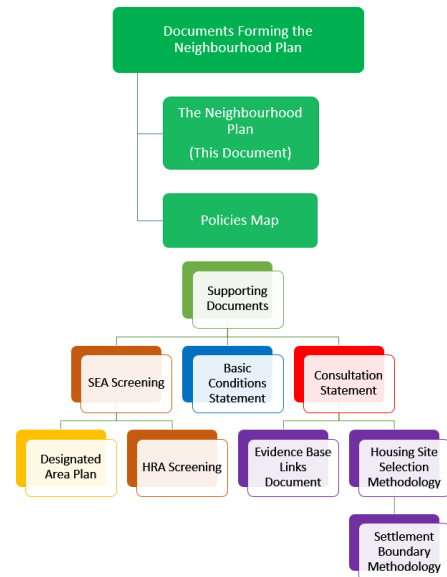 Documents Forming the
Neighbourhood Plan
The Neighbourhood
Plan
(This Document)
Policies Map
Supporting
Documents
SEA Screening
Basic
Conditions
Statement
Consultation
Statement
Designated
Area Plan
HRA Screening
Evidence Base
Links
Document
Housing Site
Selection
Methodology
Settlement
Boundary
Methodology